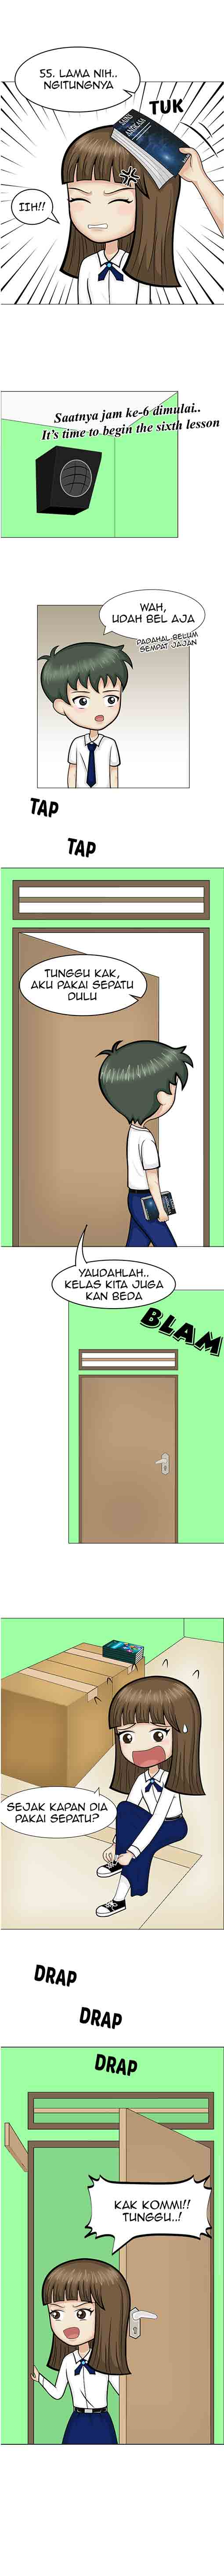 55. LAMA NIH..
NGITUNGNYA
TUK
SAINS
ANTARIKSA
IIH!!
Saatnya jam ke-6 dimulai..
It's time to begin the sixth lesson
WAH,
UDAH BEL AJA
PADAHAL BELUM
SEMPAT JAJAN
TAP
TAP
TUNGGU KAK,
AKU PAKAI SEPATU
DULU
YAUDAHLAH..
KELAS KITA JUGA
KAN BEDA
BLAM
SEJAK KAPAN DIA
PAKAI SEPATU?
DRAP
DRAP
DRAP
KAK KOMMI!!
TUNGGU..!